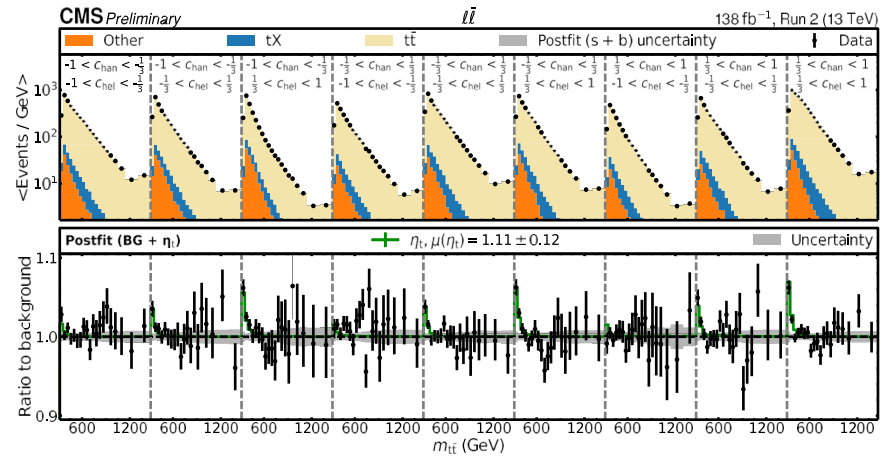 CMS Preliminary ℓℓ̄ 138 fb⁻¹, Run 2 (13 TeV)
Other tX tt̄ Postfit (s + b) uncertainty Data
-1 < c_han < -1/3 -1 < c_han < -1/3 -1 < c_han < -1/3 -1/3 < c_han < 1/3 -1/3 < c_han < 1/3 -1/3 < c_han < 1/3 1/3 < c_han < 1 1/3 < c_han < 1 1/3 < c_han < 1
-1 < c_hel < -1/3 -1/3 < c_hel < 1/3 1/3 < c_hel < 1 -1 < c_hel < -1/3 -1/3 < c_hel < 1/3 1/3 < c_hel < 1 -1 < c_hel < -1/3 -1/3 < c_hel < 1/3 1/3 < c_hel < 1
<Events / GeV>
10³
10²
10¹
Postfit (BG + η_t) η_t, μ(η_t) = 1.11 ± 0.12 Uncertainty
Ratio to background
1.1
1.0
0.9
600 1200 600 1200 600 1200 600 1200 600 1200 600 1200 600 1200 600 1200 600 1200
m_tt̄ (GeV)